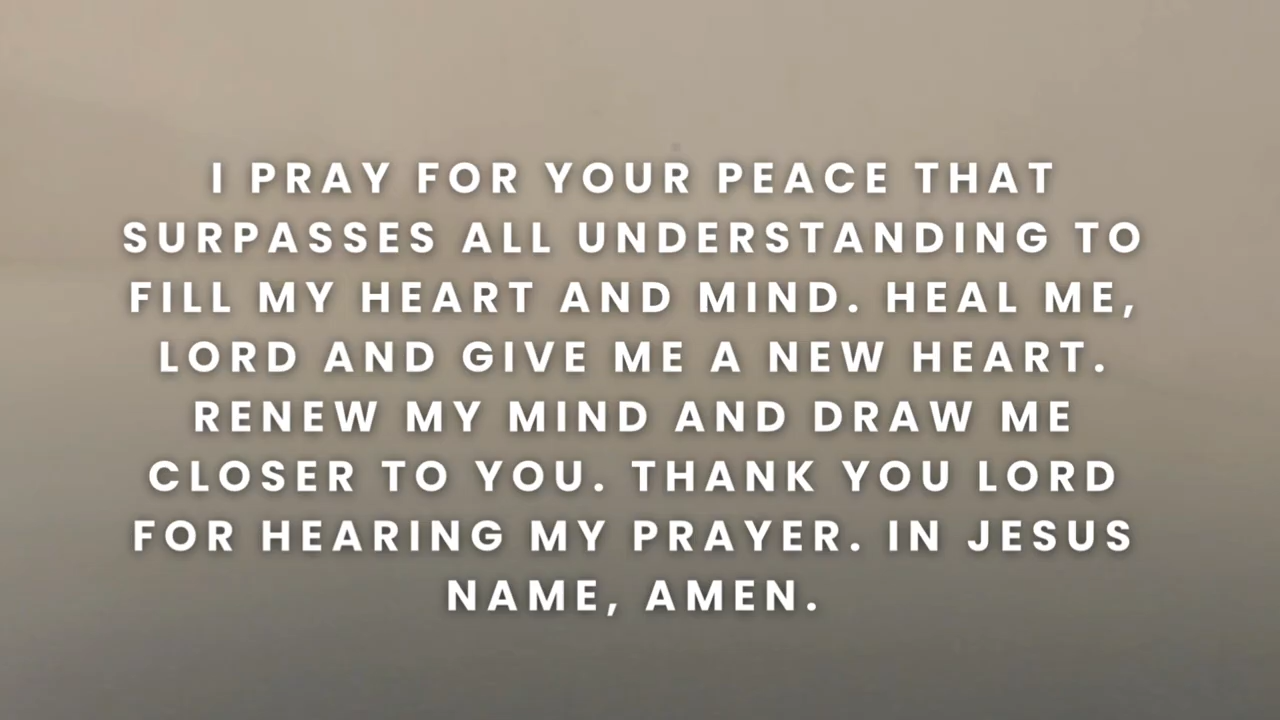 I PRAY FOR YOUR PEACE THAT
SURPASSES ALL UNDERSTANDING TO
FILL MY HEART AND MIND. HEAL ME,
LORD AND GIVE ME A NEW HEART.
RENEW MY MIND AND DRAW ME
CLOSER TO YOU. THANK YOU LORD
FOR HEARING MY PRAYER. IN JESUS
NAME, AMEN.